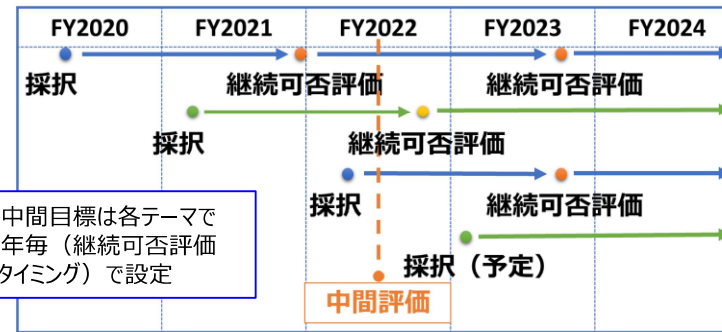 FY2020 FY2021 FY2022 FY2023 FY2024
採択 継続可否評価 継続可否評価
採択 継続可否評価
採択 継続可否評価
中間目標は各テーマで
年毎（継続可否評価
タイミング）で設定
採択（予定）
中間評価